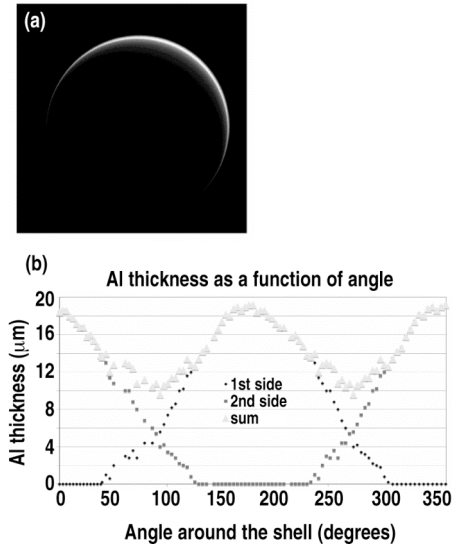 (a)
(b)
Al thickness as a function of angle
Al thickness (μm)
20
16
12
8
4
0
1st side
2nd side
sum
0 50 100 150 200 250 300 350
Angle around the shell (degrees)